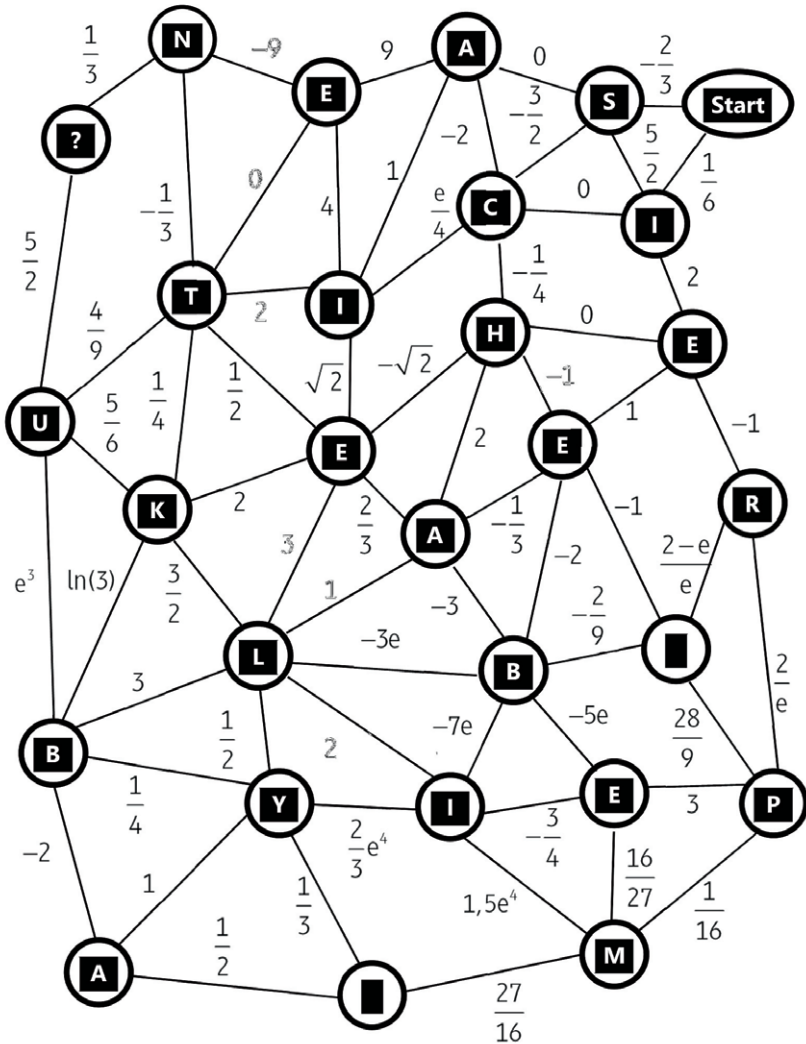 1/3
N
-9
E
9
A
0
S
-2/3
Start
?
-3/2
5/2
1/6
-2
1
0
4
-1/3
e/4
C
0
I
5/2
T
2
I
-1/4
2
4/9
H
0
E
√2
-√2
1/2
1/4
5/6
U
-1
1
-1
2
E
E
K
2
2/3
A
-1/3
-1
R
3
-2
(2-e)/e
e³
ln(3)
3/2
1
-3
-2/9
L
-3e
B
3
2/e
1/2
2
-7e
-5e
28/9
B
1/4
Y
I
E
3
P
2/3 e⁴
-3/4
-2
1
1/3
1,5e⁴
16/27
1/16
1/2
M
A
27/16